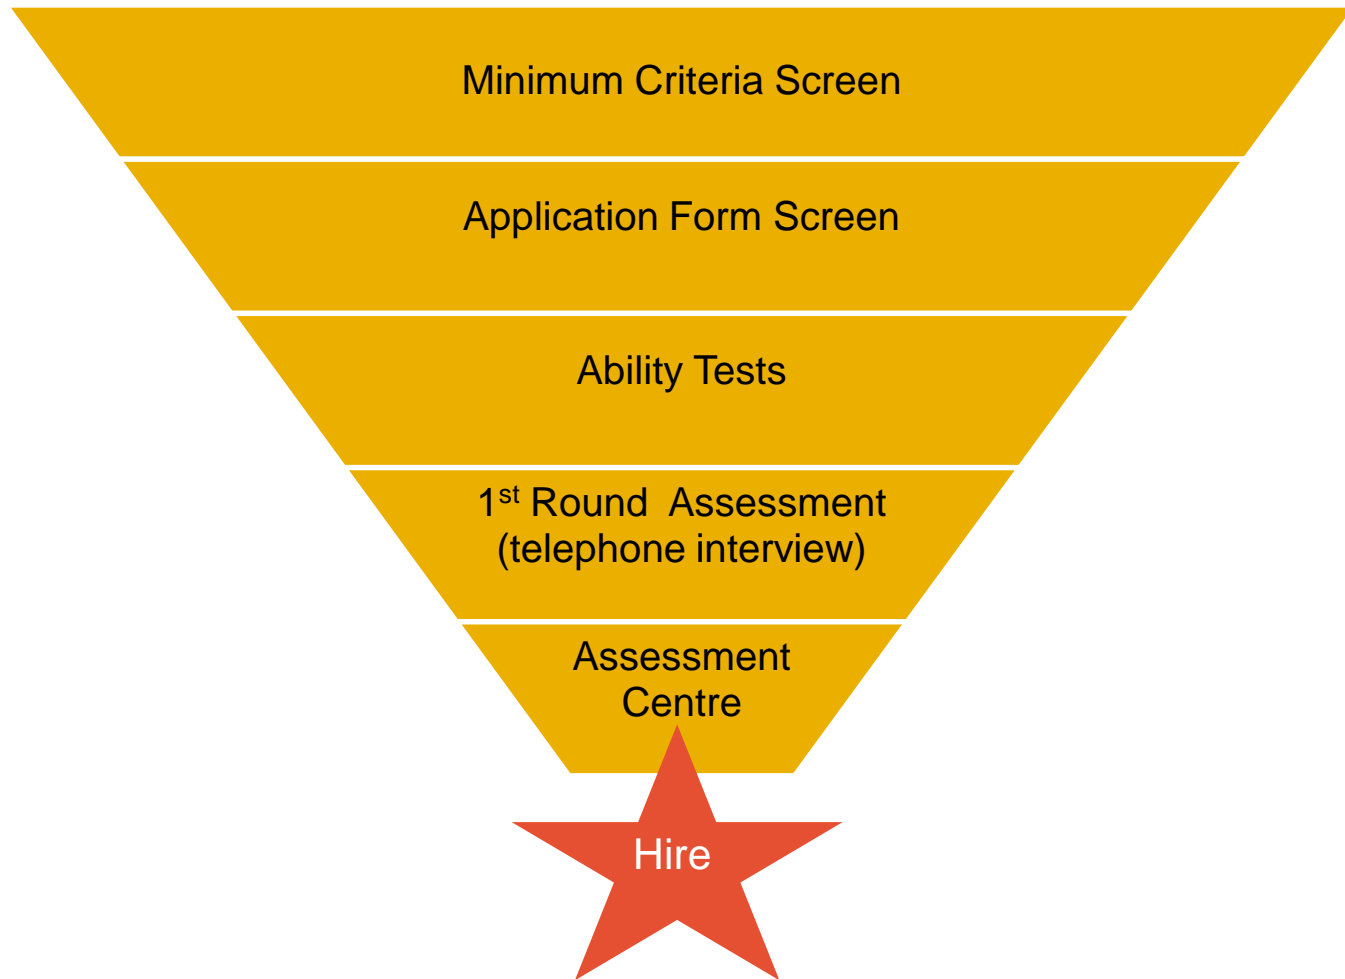 Minimum Criteria Screen
Application Form Screen
Ability Tests
1st Round  Assessment
(telephone interview)
Assessment
Centre
Hire